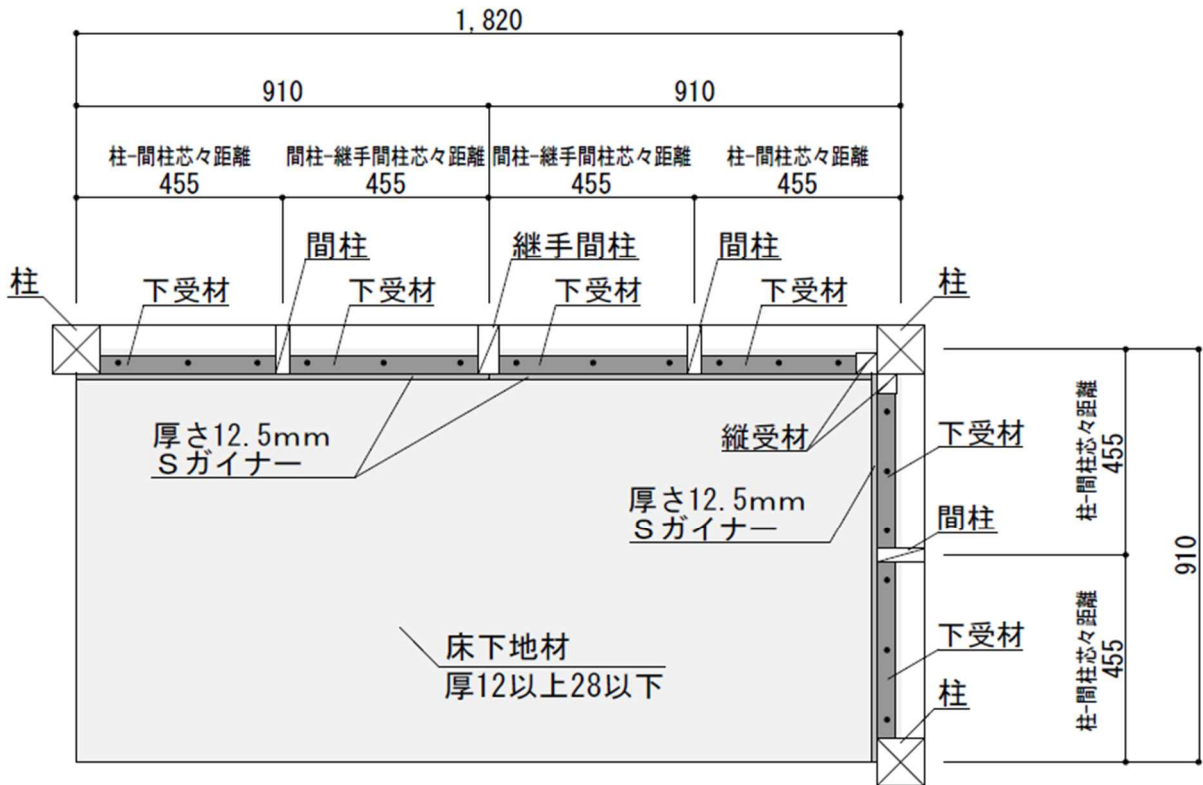 1,820
910
910
柱-間柱芯々距離
455
間柱-継手間柱芯々距離
455
間柱-継手間柱芯々距離
455
柱-間柱芯々距離
455
間柱
継手間柱
間柱
柱
下受材
下受材
下受材
下受材
柱
厚さ12.5mm
Sガイナー
縦受材
下受材
厚さ12.5mm
Sガイナー
間柱
柱-間柱芯々距離
455
910
床下地材
厚12以上28以下
下受材
柱
柱-間柱芯々距離
455